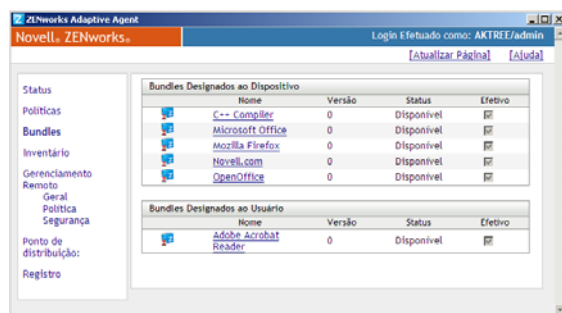 ZENworks Adaptive Agent
Novell® ZENworks®
Login Efetuado como: AKTREE/admin
[Atualizar Página] [Ajuda]
Status
Políticas
Bundles
Inventário
Gerenciamento
Remoto
Geral
Política
Segurança
Ponto de
distribuição:
Registro
Bundles Designados ao Dispositivo
Nome Versão Status Efetivo
C++ Compiler 0 Disponível
Microsoft Office 0 Disponível
Mozilla Firefox 0 Disponível
Novell.com 0 Disponível
OpenOffice 0 Disponível
Bundles Designados ao Usuário
Nome Versão Status Efetivo
Adobe Acrobat
Reader 0 Disponível